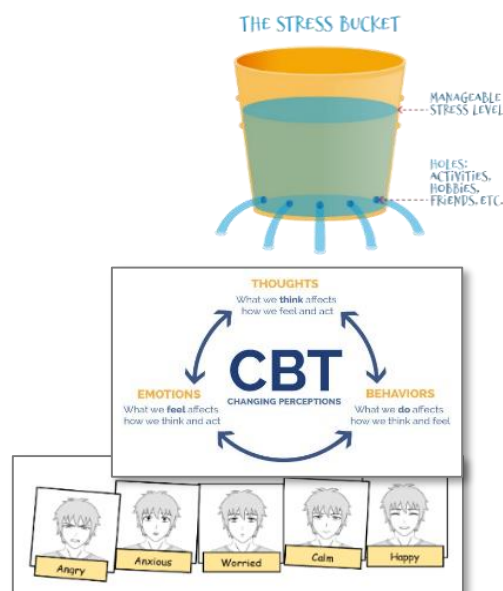 THE STRESS BUCKET
MANAGEABLE
STRESS LEVEL
HOLES:
ACTIVITIES,
HOBBIES,
FRIENDS, ETC.
THOUGHTS
What we think affects
how we feel and act
CBT
CHANGING PERCEPTIONS
EMOTIONS
What we feel affects
how we think and act
BEHAVIORS
What we do affects
how we think and feel
Angry
Anxious
Worried
Calm
Happy